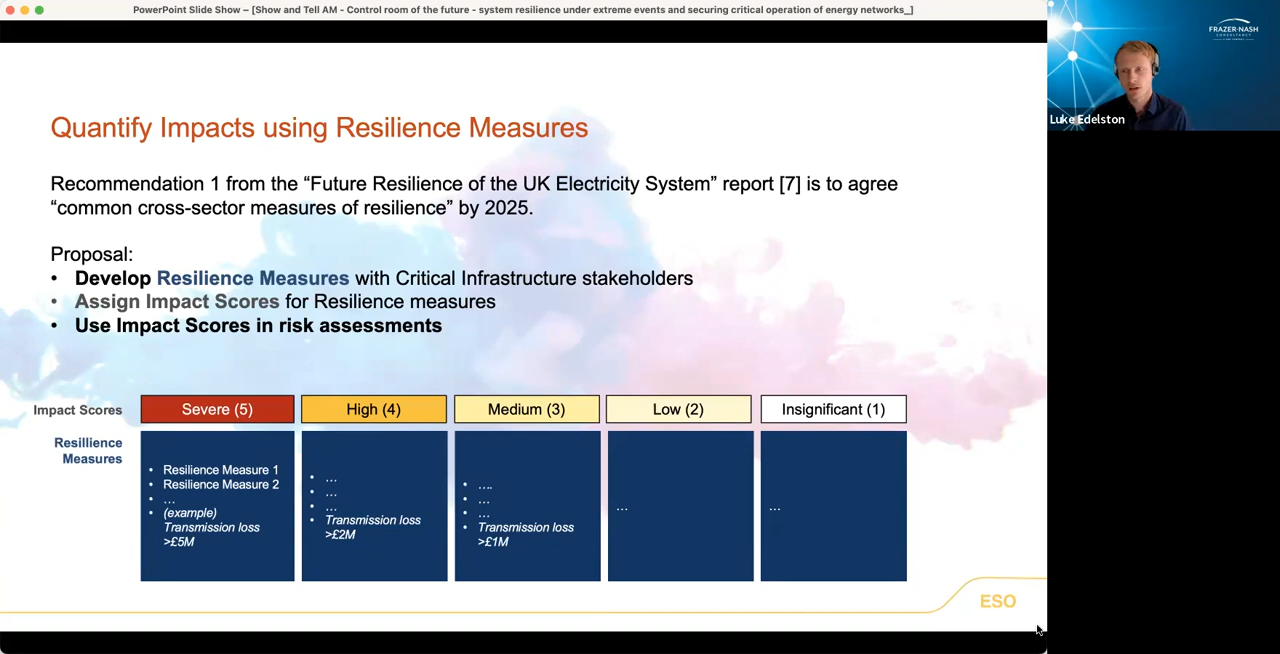 PowerPoint Slide Show – [Show and Tell AM - Control room of the future - system resilience under extreme events and securing critical operation of energy networks_]
FRAZER-NASH
CONSULTANCY
Luke Edelston
Quantify Impacts using Resilience Measures
Recommendation 1 from the “Future Resilience of the UK Electricity System” report [7] is to agree
“common cross-sector measures of resilience” by 2025.
Proposal:
• Develop Resilience Measures with Critical Infrastructure stakeholders
• Assign Impact Scores for Resilience measures
• Use Impact Scores in risk assessments
Impact Scores
Severe (5)
High (4)
Medium (3)
Low (2)
Insignificant (1)
Resillience
Measures
• Resilience Measure 1
• Resilience Measure 2
• …
• (example)
Transmission loss
>£5M
• …
• …
• …
• Transmission loss
>£2M
• ….
• …
• …
• Transmission loss
>£1M
…
…
ESO